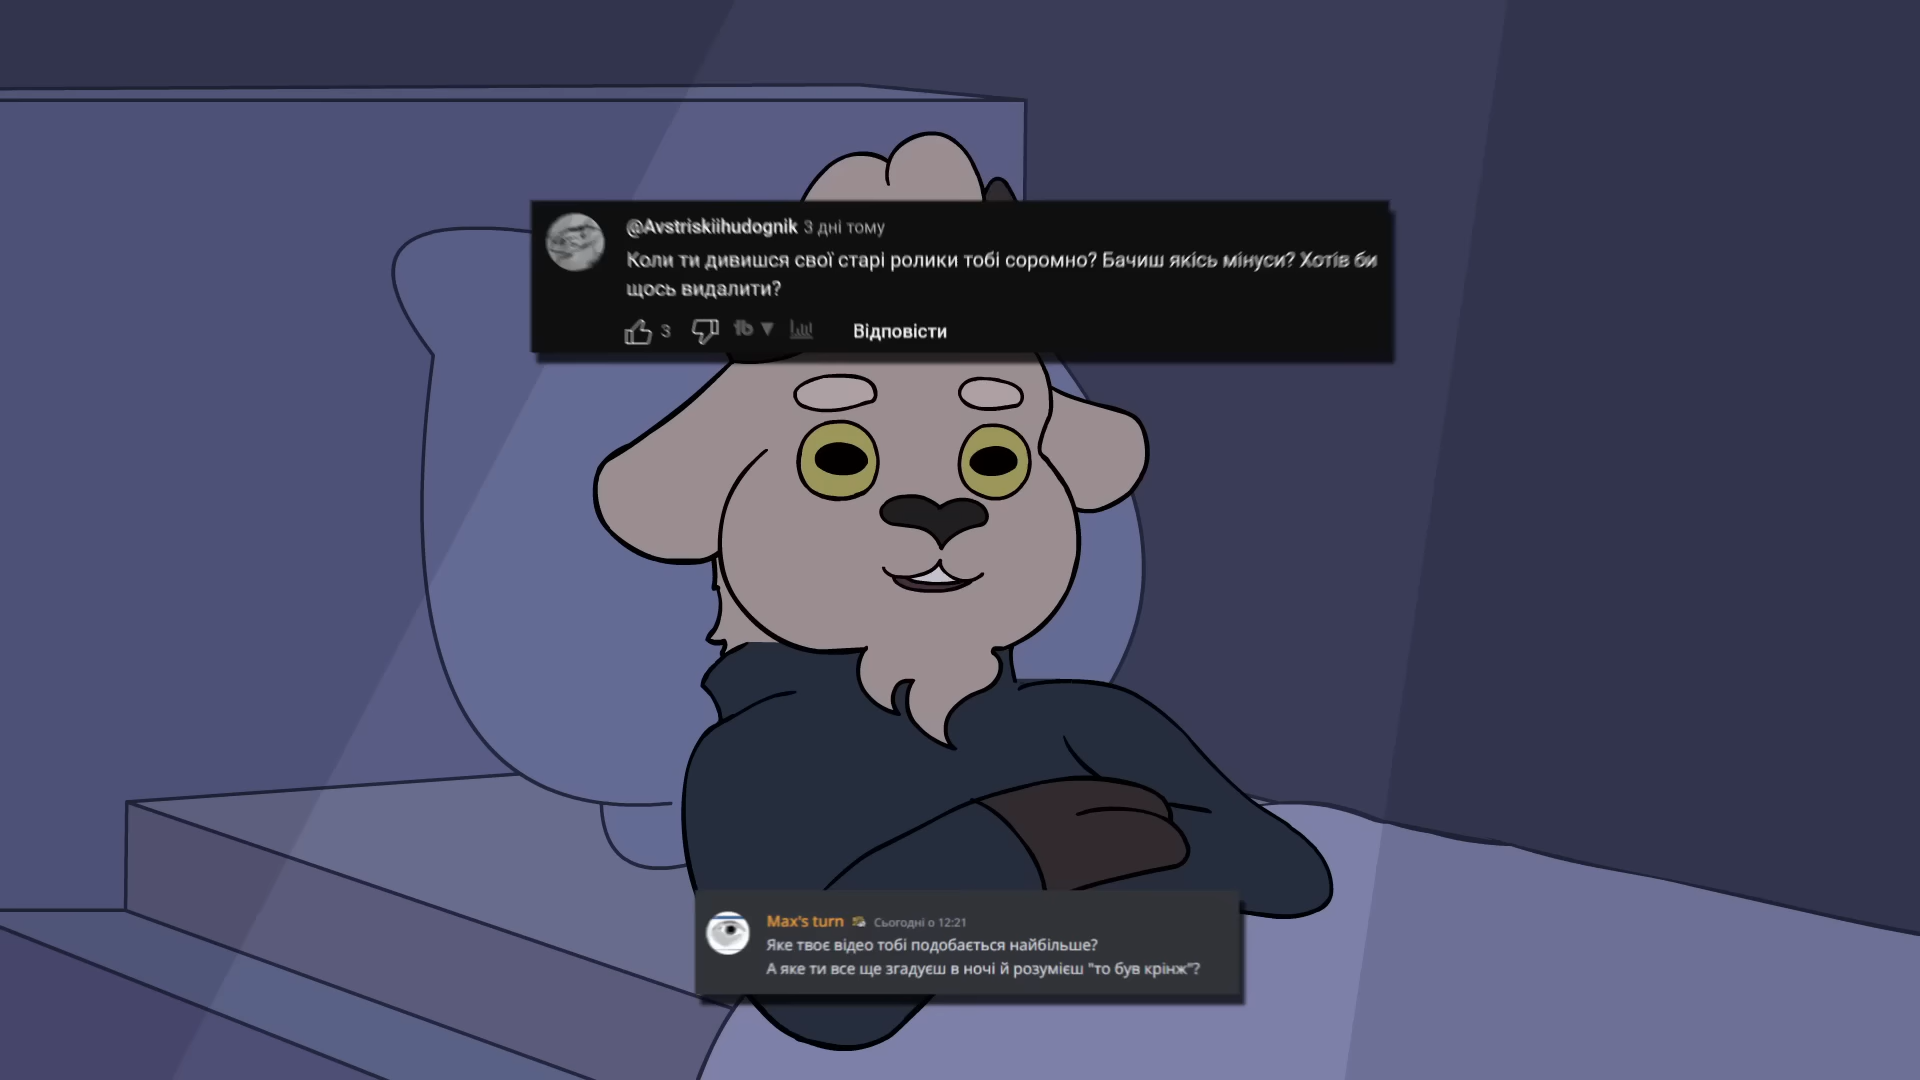 @Avstriskiihudognik 3 дні тому
Коли ти дивишся свої старі ролики тобі соромно? Бачиш якісь мінуси? Хотів би
щось видалити?
3 tb Відповісти
Max's turn Сьогодні о 12:21
Яке твоє відео тобі подобається найбільше?
А яке ти все ще згадуєш в ночі й розумієш "то був крінж"?